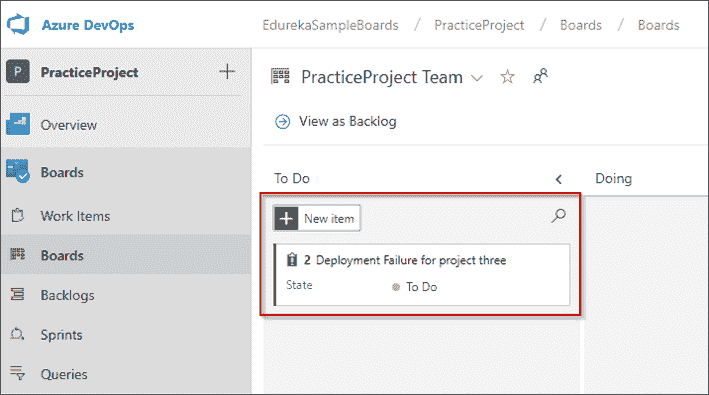 Azure DevOps
EdurekaSampleBoards / PracticeProject / Boards / Boards
P PracticeProject
PracticeProject Team
Overview
View as Backlog
Boards
To Do
Doing
Work Items
New item
Boards
2 Deployment Failure for project three
State To Do
Backlogs
Sprints
Queries